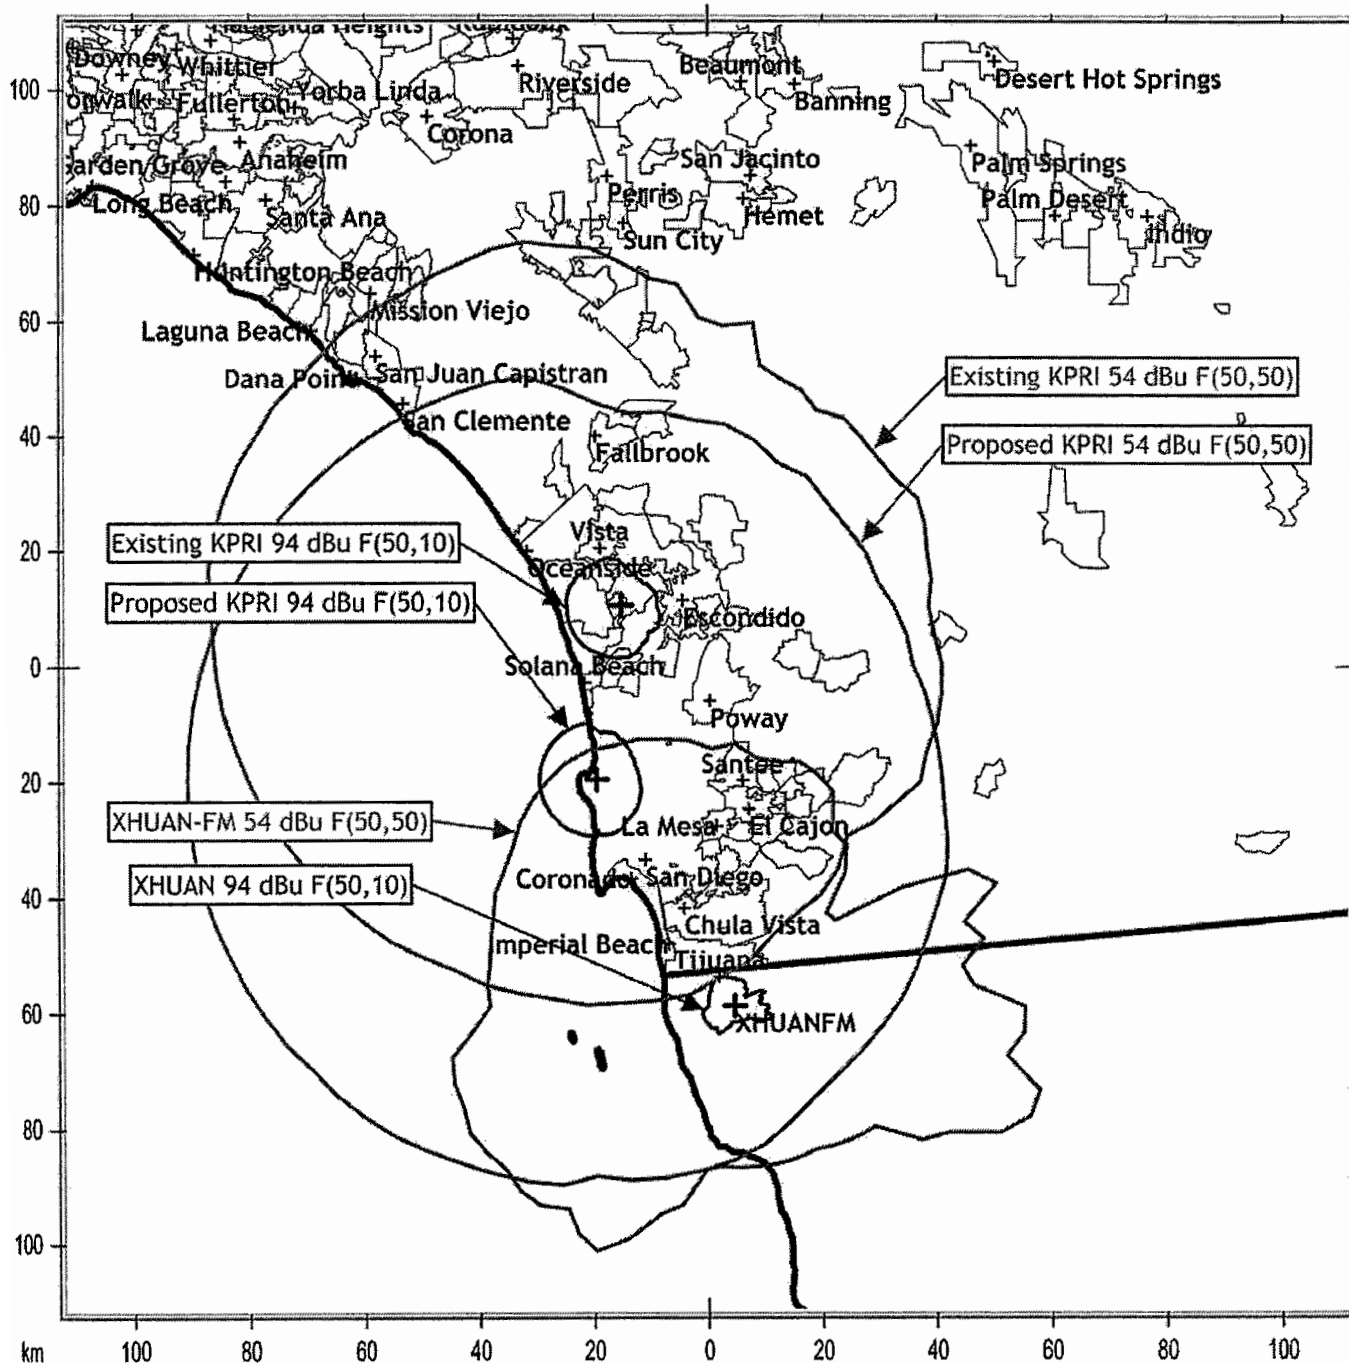 Hacienda Heights
Rubidoux
Downey
Whittier
Beaumont
Riverside
Desert Hot Springs
100
Yorba Linda
Fullerton
Banning
Corona
Garden Grove
Anaheim
San Jacinto
Palm Springs
Perris
Palm Desert
80
Long Beach
Santa Ana
Hemet
Sun City
Indio
Huntington Beach
60
Mission Viejo
Laguna Beach
Dana Point
San Juan Capistran
Existing KPRI 54 dBu F(50,50)
San Clemente
40
Fallbrook
Proposed KPRI 54 dBu F(50,50)
Vista
Existing KPRI 94 dBu F(50,10)
20
Oceanside
Proposed KPRI 94 dBu F(50,10)
Escondido
0
Solana Beach
Poway
Santee
20
XHUAN-FM 54 dBu F(50,50)
La Mesa
El Cajon
XHUAN 94 dBu F(50,10)
Coronado
San Diego
40
Chula Vista
Imperial Beach
Tijuana
60
XHUANFM
80
100
km
100
80
60
40
20
0
20
40
60
80
100